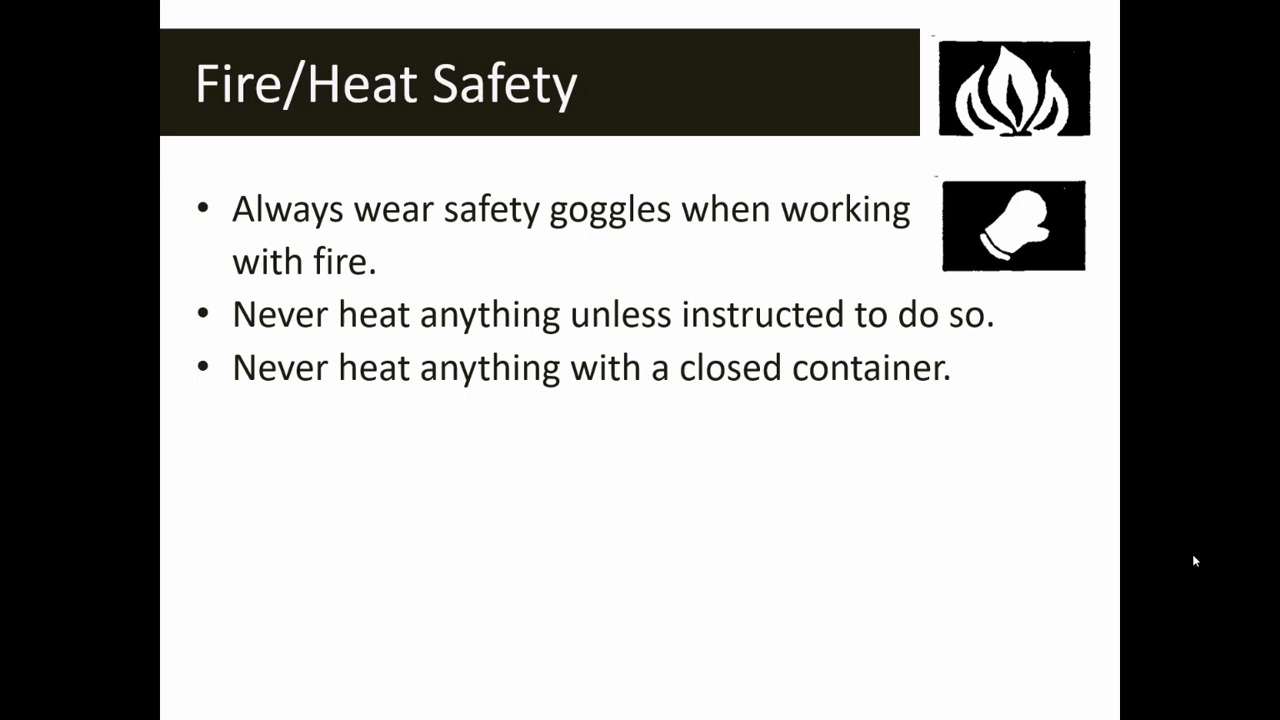 Fire/Heat Safety
• Always wear safety goggles when working
with fire.
• Never heat anything unless instructed to do so.
• Never heat anything with a closed container.